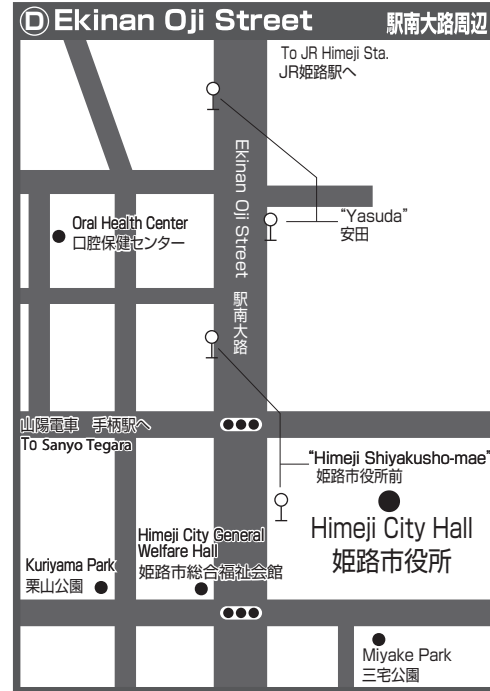 Ⓓ Ekinan Oji Street 駅南大路周辺
To JR Himeji Sta.
JR姫路駅へ
Ekinan Oji Street 駅南大路
"Yasuda"
安田
Oral Health Center
口腔保健センター
山陽電車 手柄駅へ
To Sanyo Tegara
"Himeji Shiyakusho-mae"
姫路市役所前
Himeji City Hall
姫路市役所
Himeji City General
Welfare Hall
姫路市総合福祉会館
Kuriyama Park
栗山公園
Miyake Park
三宅公園